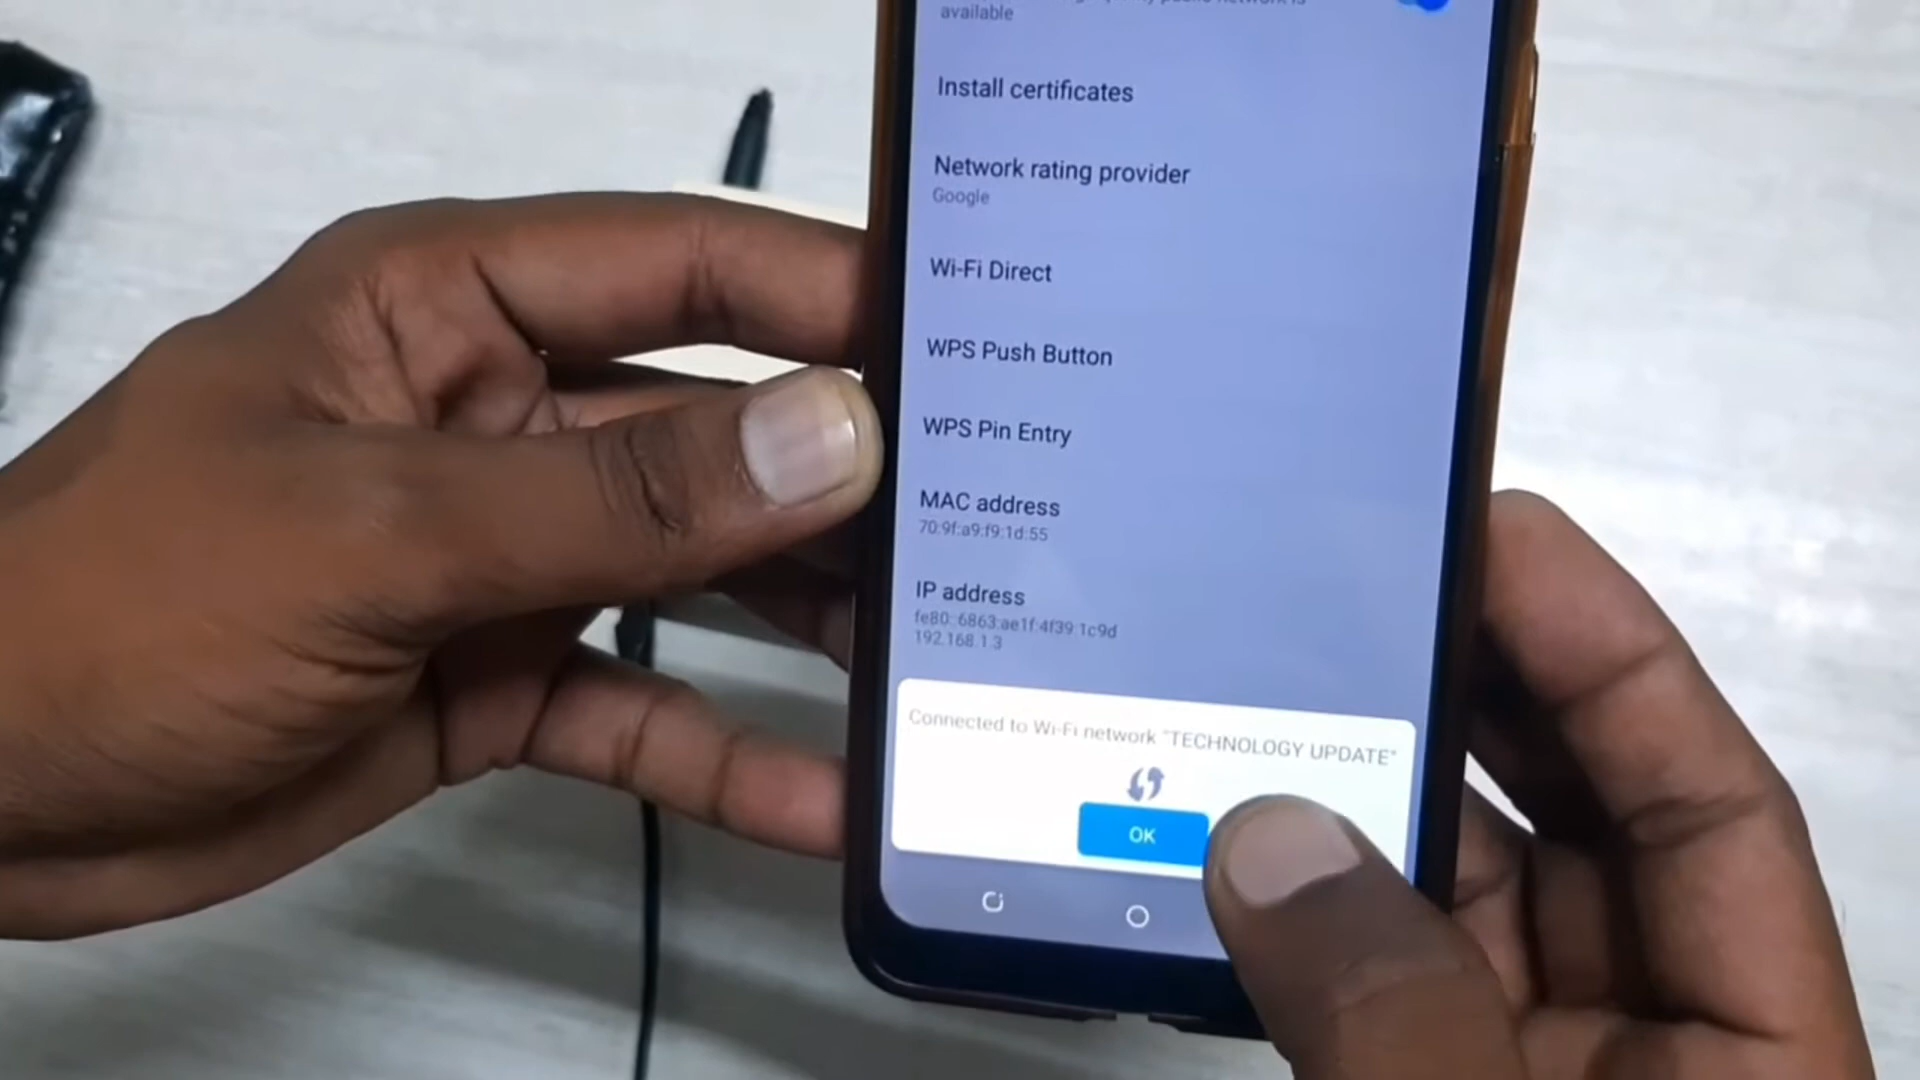 available
Install certificates
Network rating provider
Google
Wi-Fi Direct
WPS Push Button
WPS Pin Entry
MAC address
70:9f:a9:f9:1d:55
IP address
fe80::6863:ae1f:4f39:1c9d
192.168.1.3
Connected to Wi-Fi network "TECHNOLOGY UPDATE"
OK